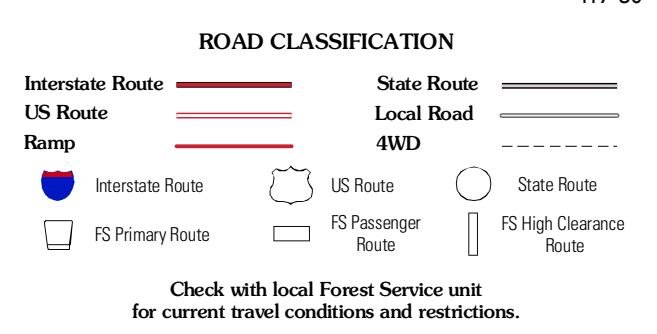 ROAD CLASSIFICATION
Interstate Route
State Route
US Route
Local Road
Ramp
4WD
Interstate Route
US Route
State Route
FS Primary Route
FS Passenger
Route
FS High Clearance
Route
Check with local Forest Service unit
for current travel conditions and restrictions.